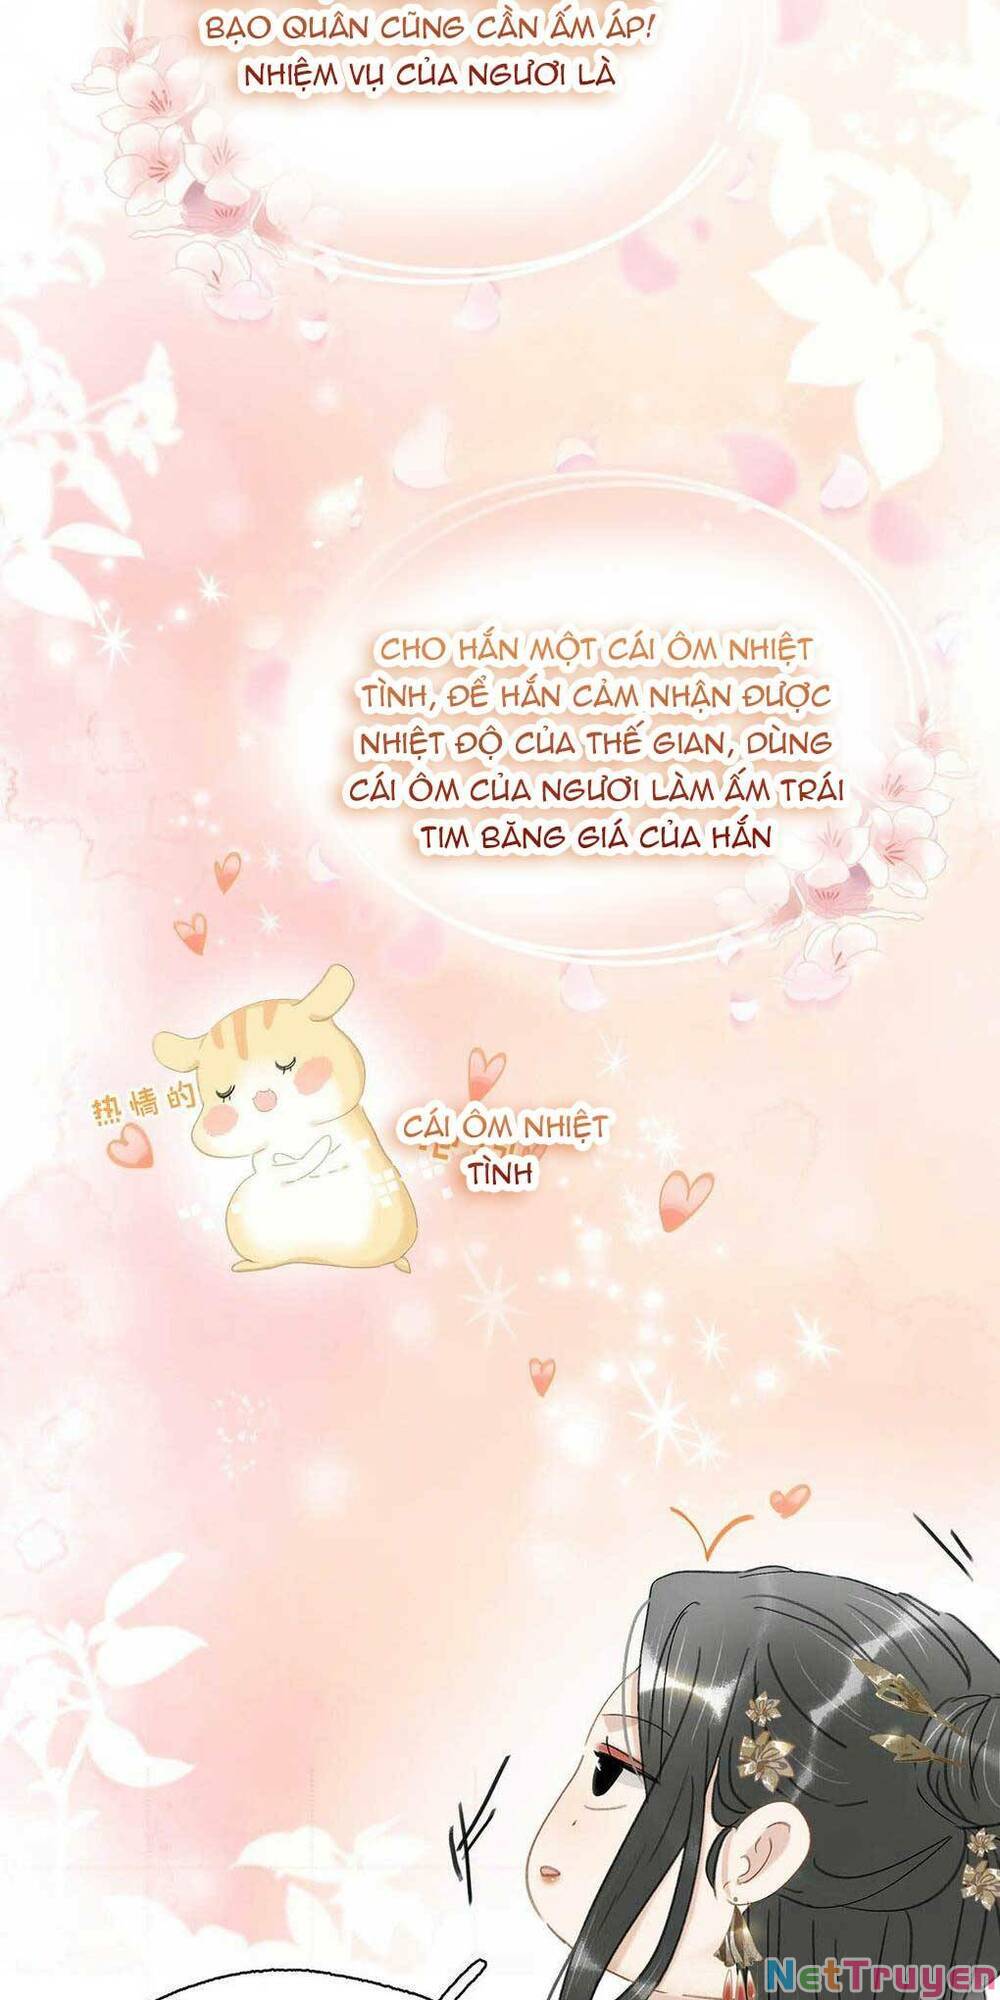 BẠO QUÂN CŨNG CẦN ẤM ÁP!
NHIỆM VỤ CỦA NGƯƠI LÀ
CHO HẮN MỘT CÁI ÔM NHIỆT
TÌNH, ĐỂ HẮN CẢM NHẬN ĐƯỢC
NHIỆT ĐỘ CỦA THẾ GIAN, DÙNG
CÁI ÔM CỦA NGƯƠI LÀM ẤM TRÁI
TIM BĂNG GIÁ CỦA HẮN
热情的
CÁI ÔM NHIỆT
TÌNH
NetTruyen